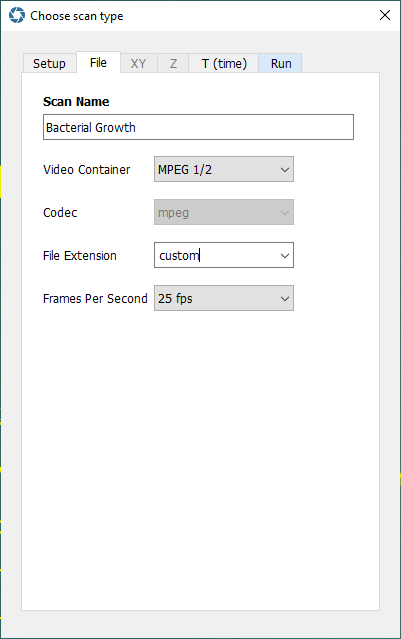 Choose scan type
Setup File XY Z T (time) Run
Scan Name
Bacterial Growth
Video Container MPEG 1/2
Codec mpeg
File Extension custom
Frames Per Second 25 fps